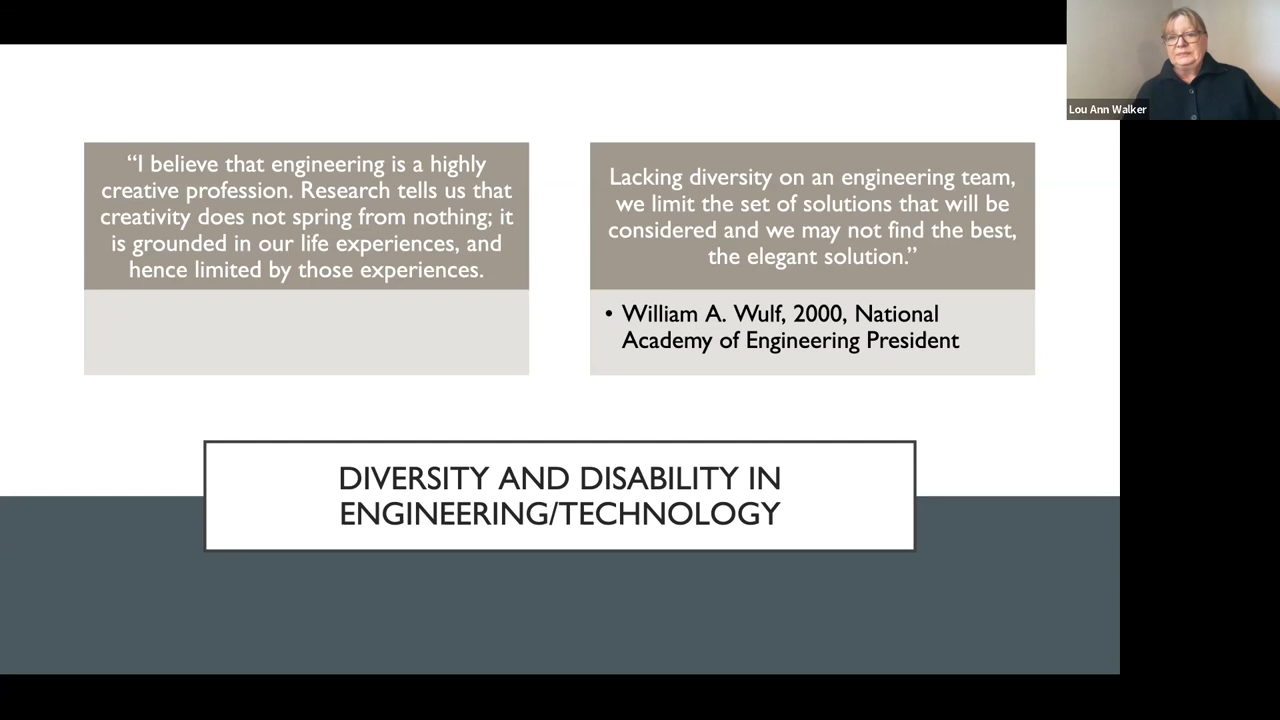 “I believe that engineering is a highly
creative profession. Research tells us that
creativity does not spring from nothing; it
is grounded in our life experiences, and
hence limited by those experiences.
Lacking diversity on an engineering team,
we limit the set of solutions that will be
considered and we may not find the best,
the elegant solution.”
• William A. Wulf, 2000, National
Academy of Engineering President
DIVERSITY AND DISABILITY IN
ENGINEERING/TECHNOLOGY
Lou Ann Walker